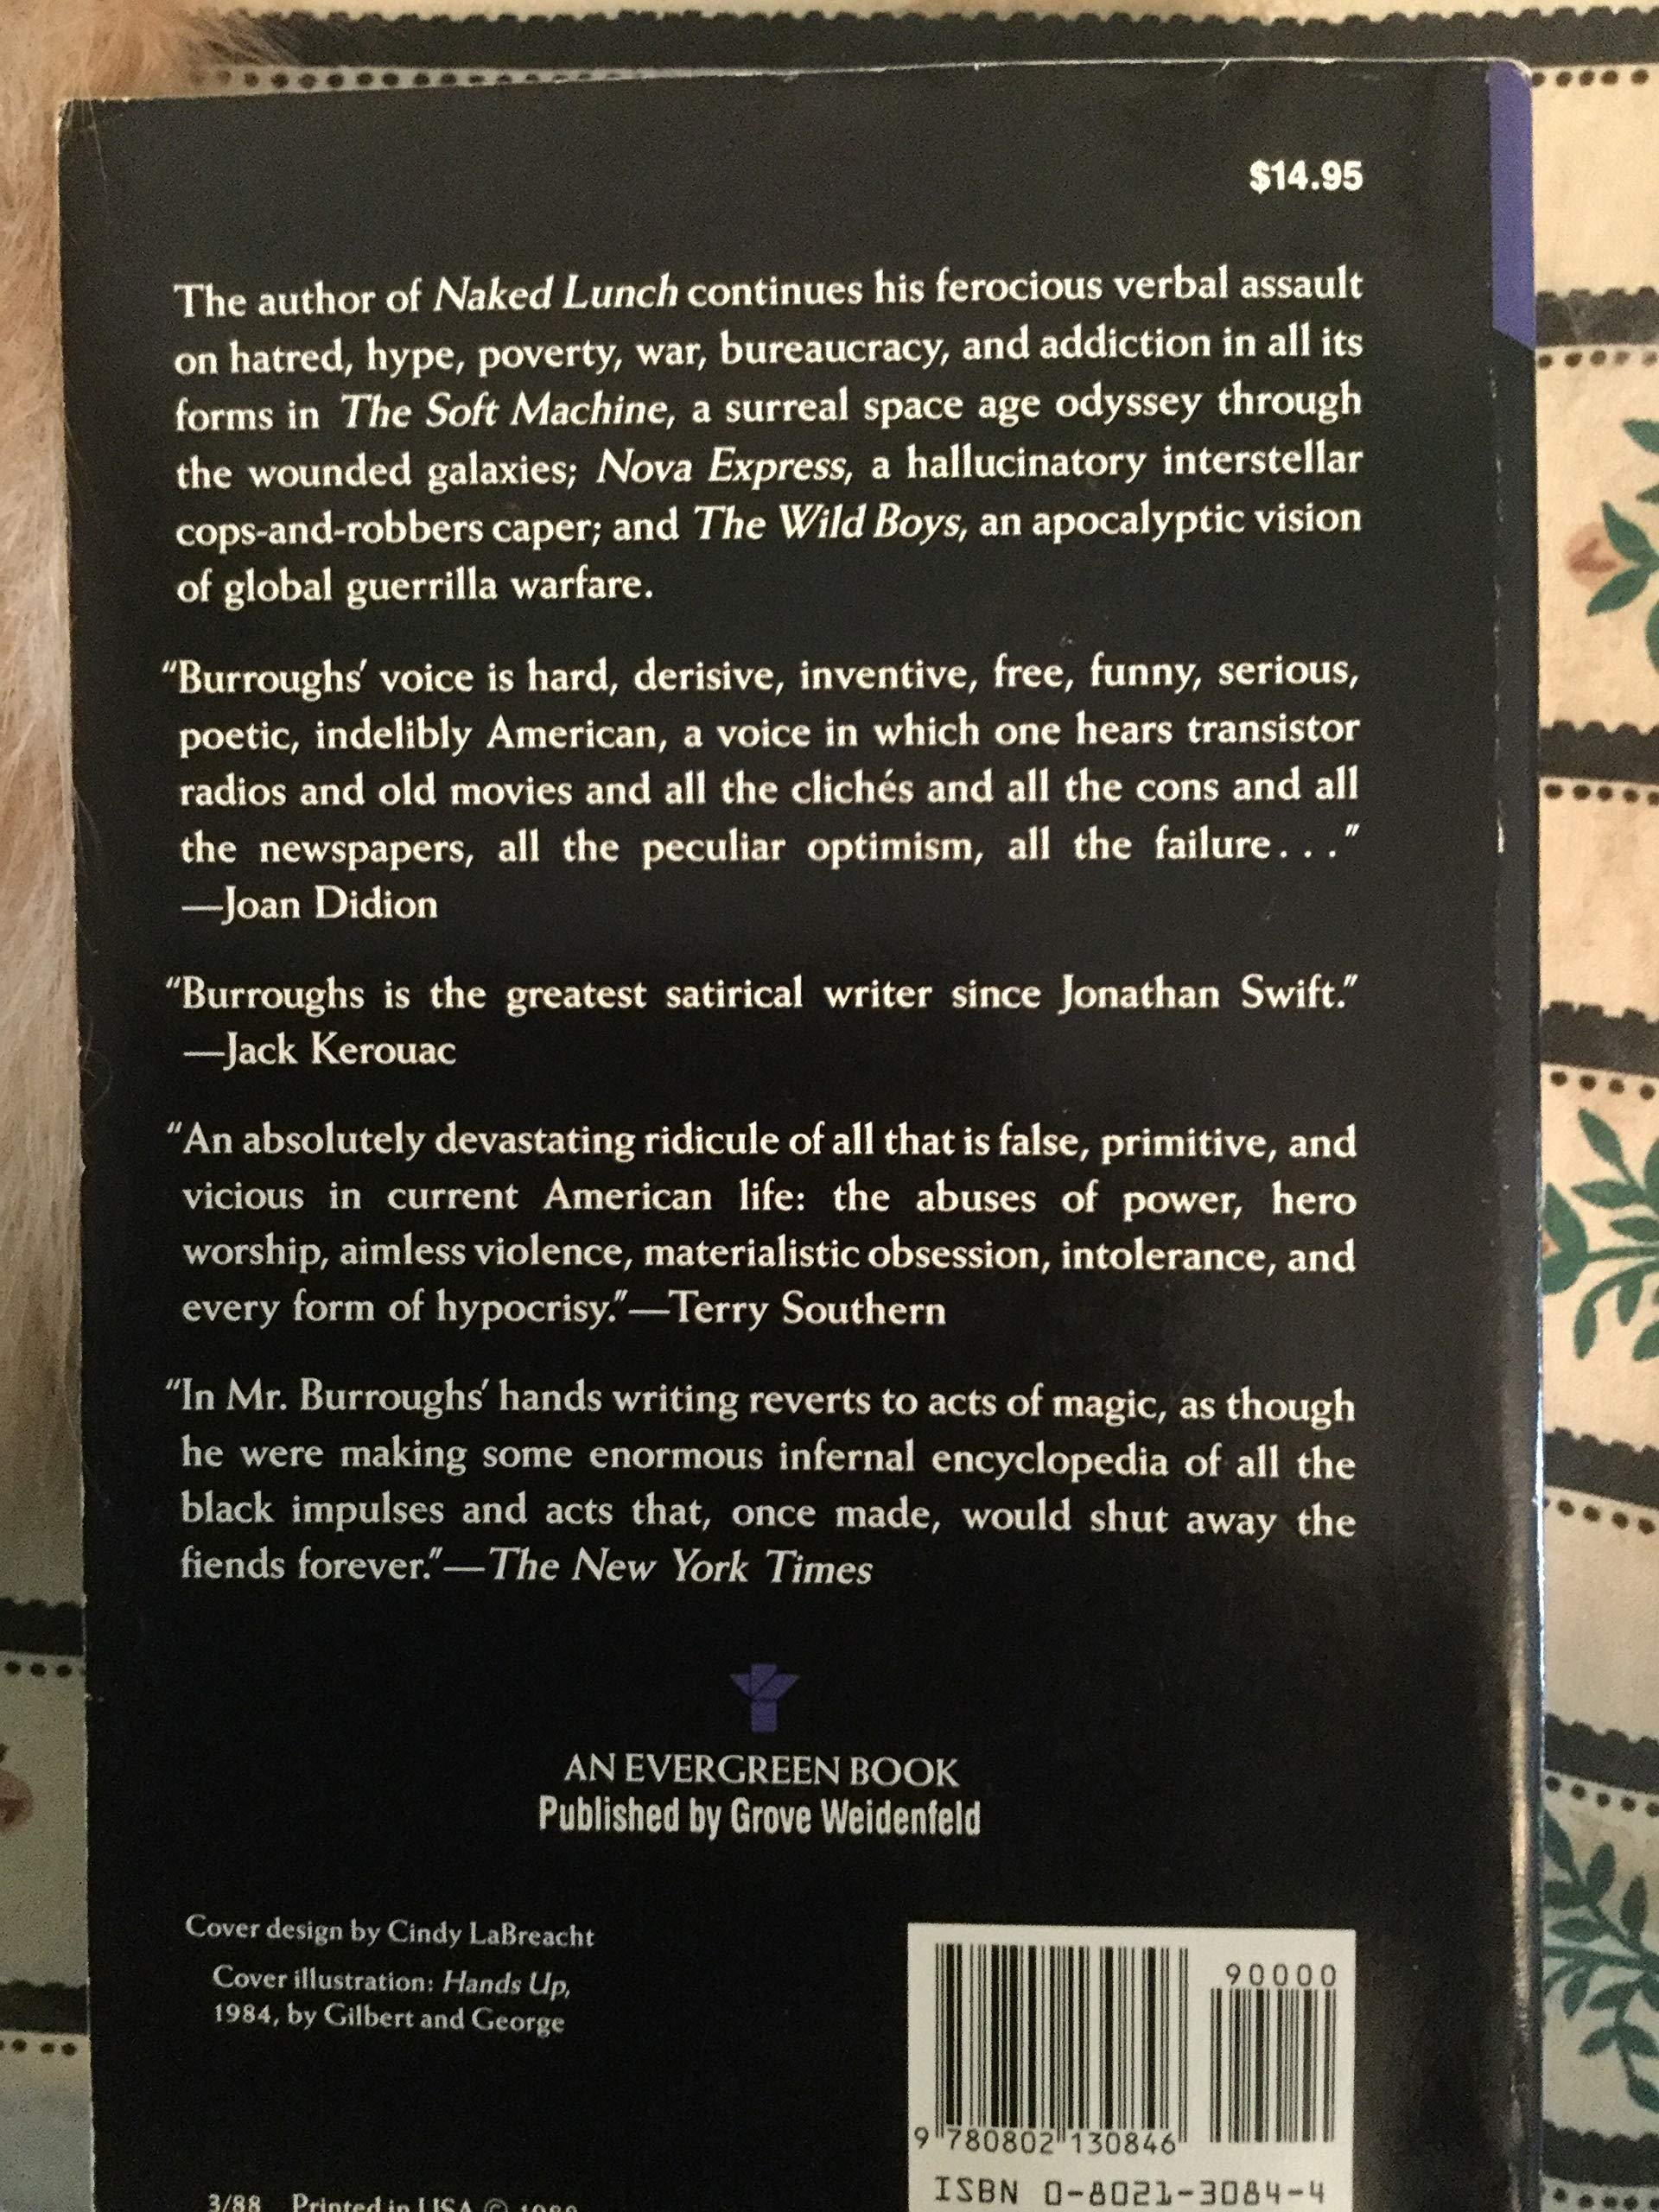 $14.95
The author of Naked Lunch continues his ferocious verbal assault
on hatred, hype, poverty, war, bureaucracy, and addiction in all its
forms in The Soft Machine, a surreal space age odyssey through
the wounded galaxies; Nova Express, a hallucinatory interstellar
cops-and-robbers caper; and The Wild Boys, an apocalyptic vision
of global guerrilla warfare.
“Burroughs’ voice is hard, derisive, inventive, free, funny, serious,
poetic, indelibly American, a voice in which one hears transistor
radios and old movies and all the clichés and all the cons and all
the newspapers, all the peculiar optimism, all the failure . . .”
—Joan Didion
“Burroughs is the greatest satirical writer since Jonathan Swift.”
—Jack Kerouac
“An absolutely devastating ridicule of all that is false, primitive, and
vicious in current American life: the abuses of power, hero
worship, aimless violence, materialistic obsession, intolerance, and
every form of hypocrisy.”—Terry Southern
“In Mr. Burroughs’ hands writing reverts to acts of magic, as though
he were making some enormous infernal encyclopedia of all the
black impulses and acts that, once made, would shut away the
fiends forever.”—The New York Times
AN EVERGREEN BOOK
Published by Grove Weidenfeld
Cover design by Cindy LaBreacht
Cover illustration: Hands Up,
1984, by Gilbert and George
90000
9 780802 130846
ISBN 0-8021-3084-4
3/88 Printed in USA ©